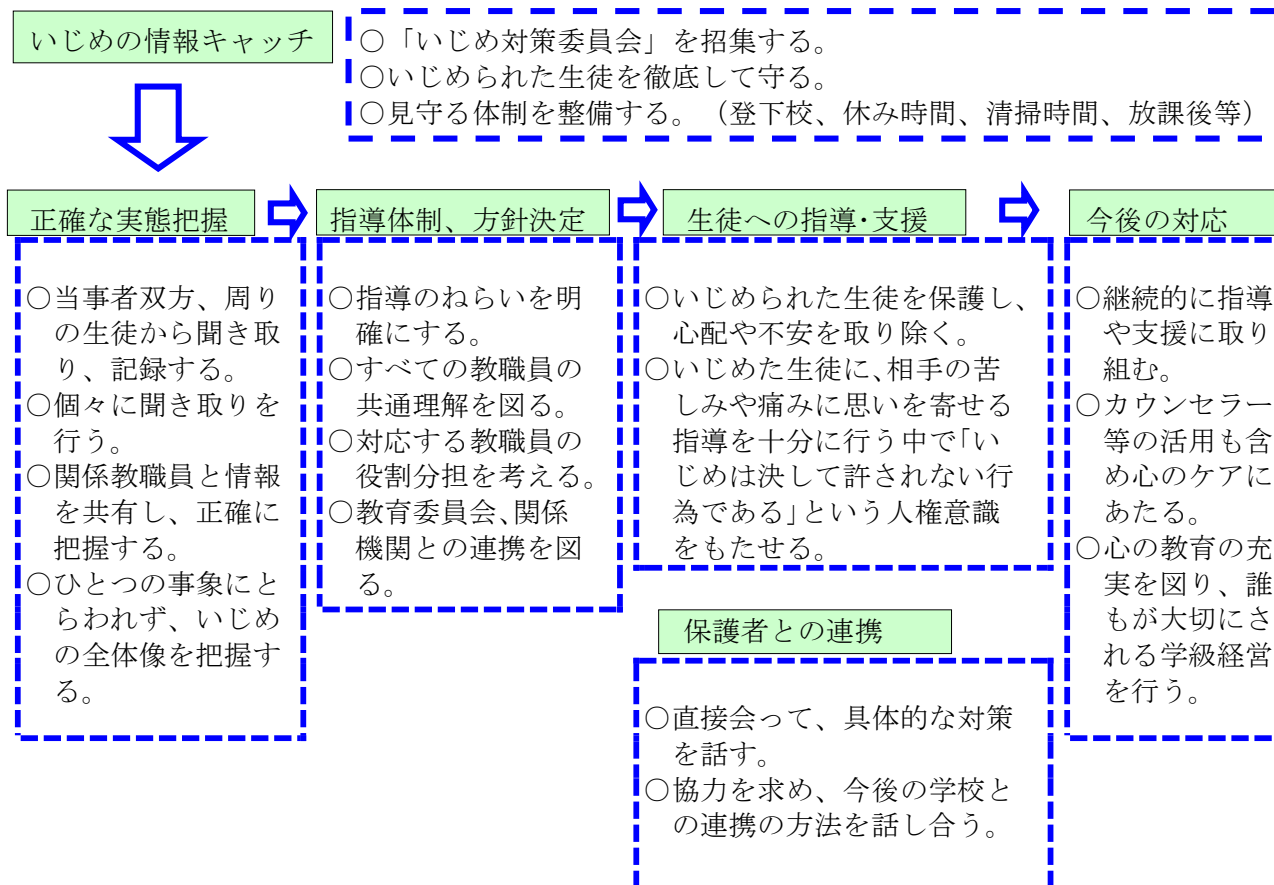 いじめの情報キャッチ
○「いじめ対策委員会」を招集する。
○いじめられた生徒を徹底して守る。
○見守る体制を整備する。（登下校、休み時間、清掃時間、放課後等）
正確な実態把握
○当事者双方、周り
の生徒から聞き取
り、記録する。
○個々に聞き取りを
行う。
○関係教職員と情報
を共有し、正確に
把握する。
○ひとつの事象にと
らわれず、いじめ
の全体像を把握す
る。
指導体制、方針決定
○指導のねらいを明
確にする。
○すべての教職員の
共通理解を図る。
○対応する教職員の
役割分担を考える。
○教育委員会、関係
機関との連携を図
る。
生徒への指導･支援
○いじめられた生徒を保護し、
心配や不安を取り除く。
○いじめた生徒に、相手の苦
しみや痛みに思いを寄せる
指導を十分に行う中で「い
じめは決して許されない行
為である」という人権意識
をもたせる。
保護者との連携
○直接会って、具体的な対策
を話す。
○協力を求め、今後の学校と
の連携の方法を話し合う。
今後の対応
○継続的に指導
や支援に取り
組む。
○カウンセラー
等の活用も含
め心のケアに
あたる。
○心の教育の充
実を図り、誰
もが大切にさ
れる学級経営
を行う。